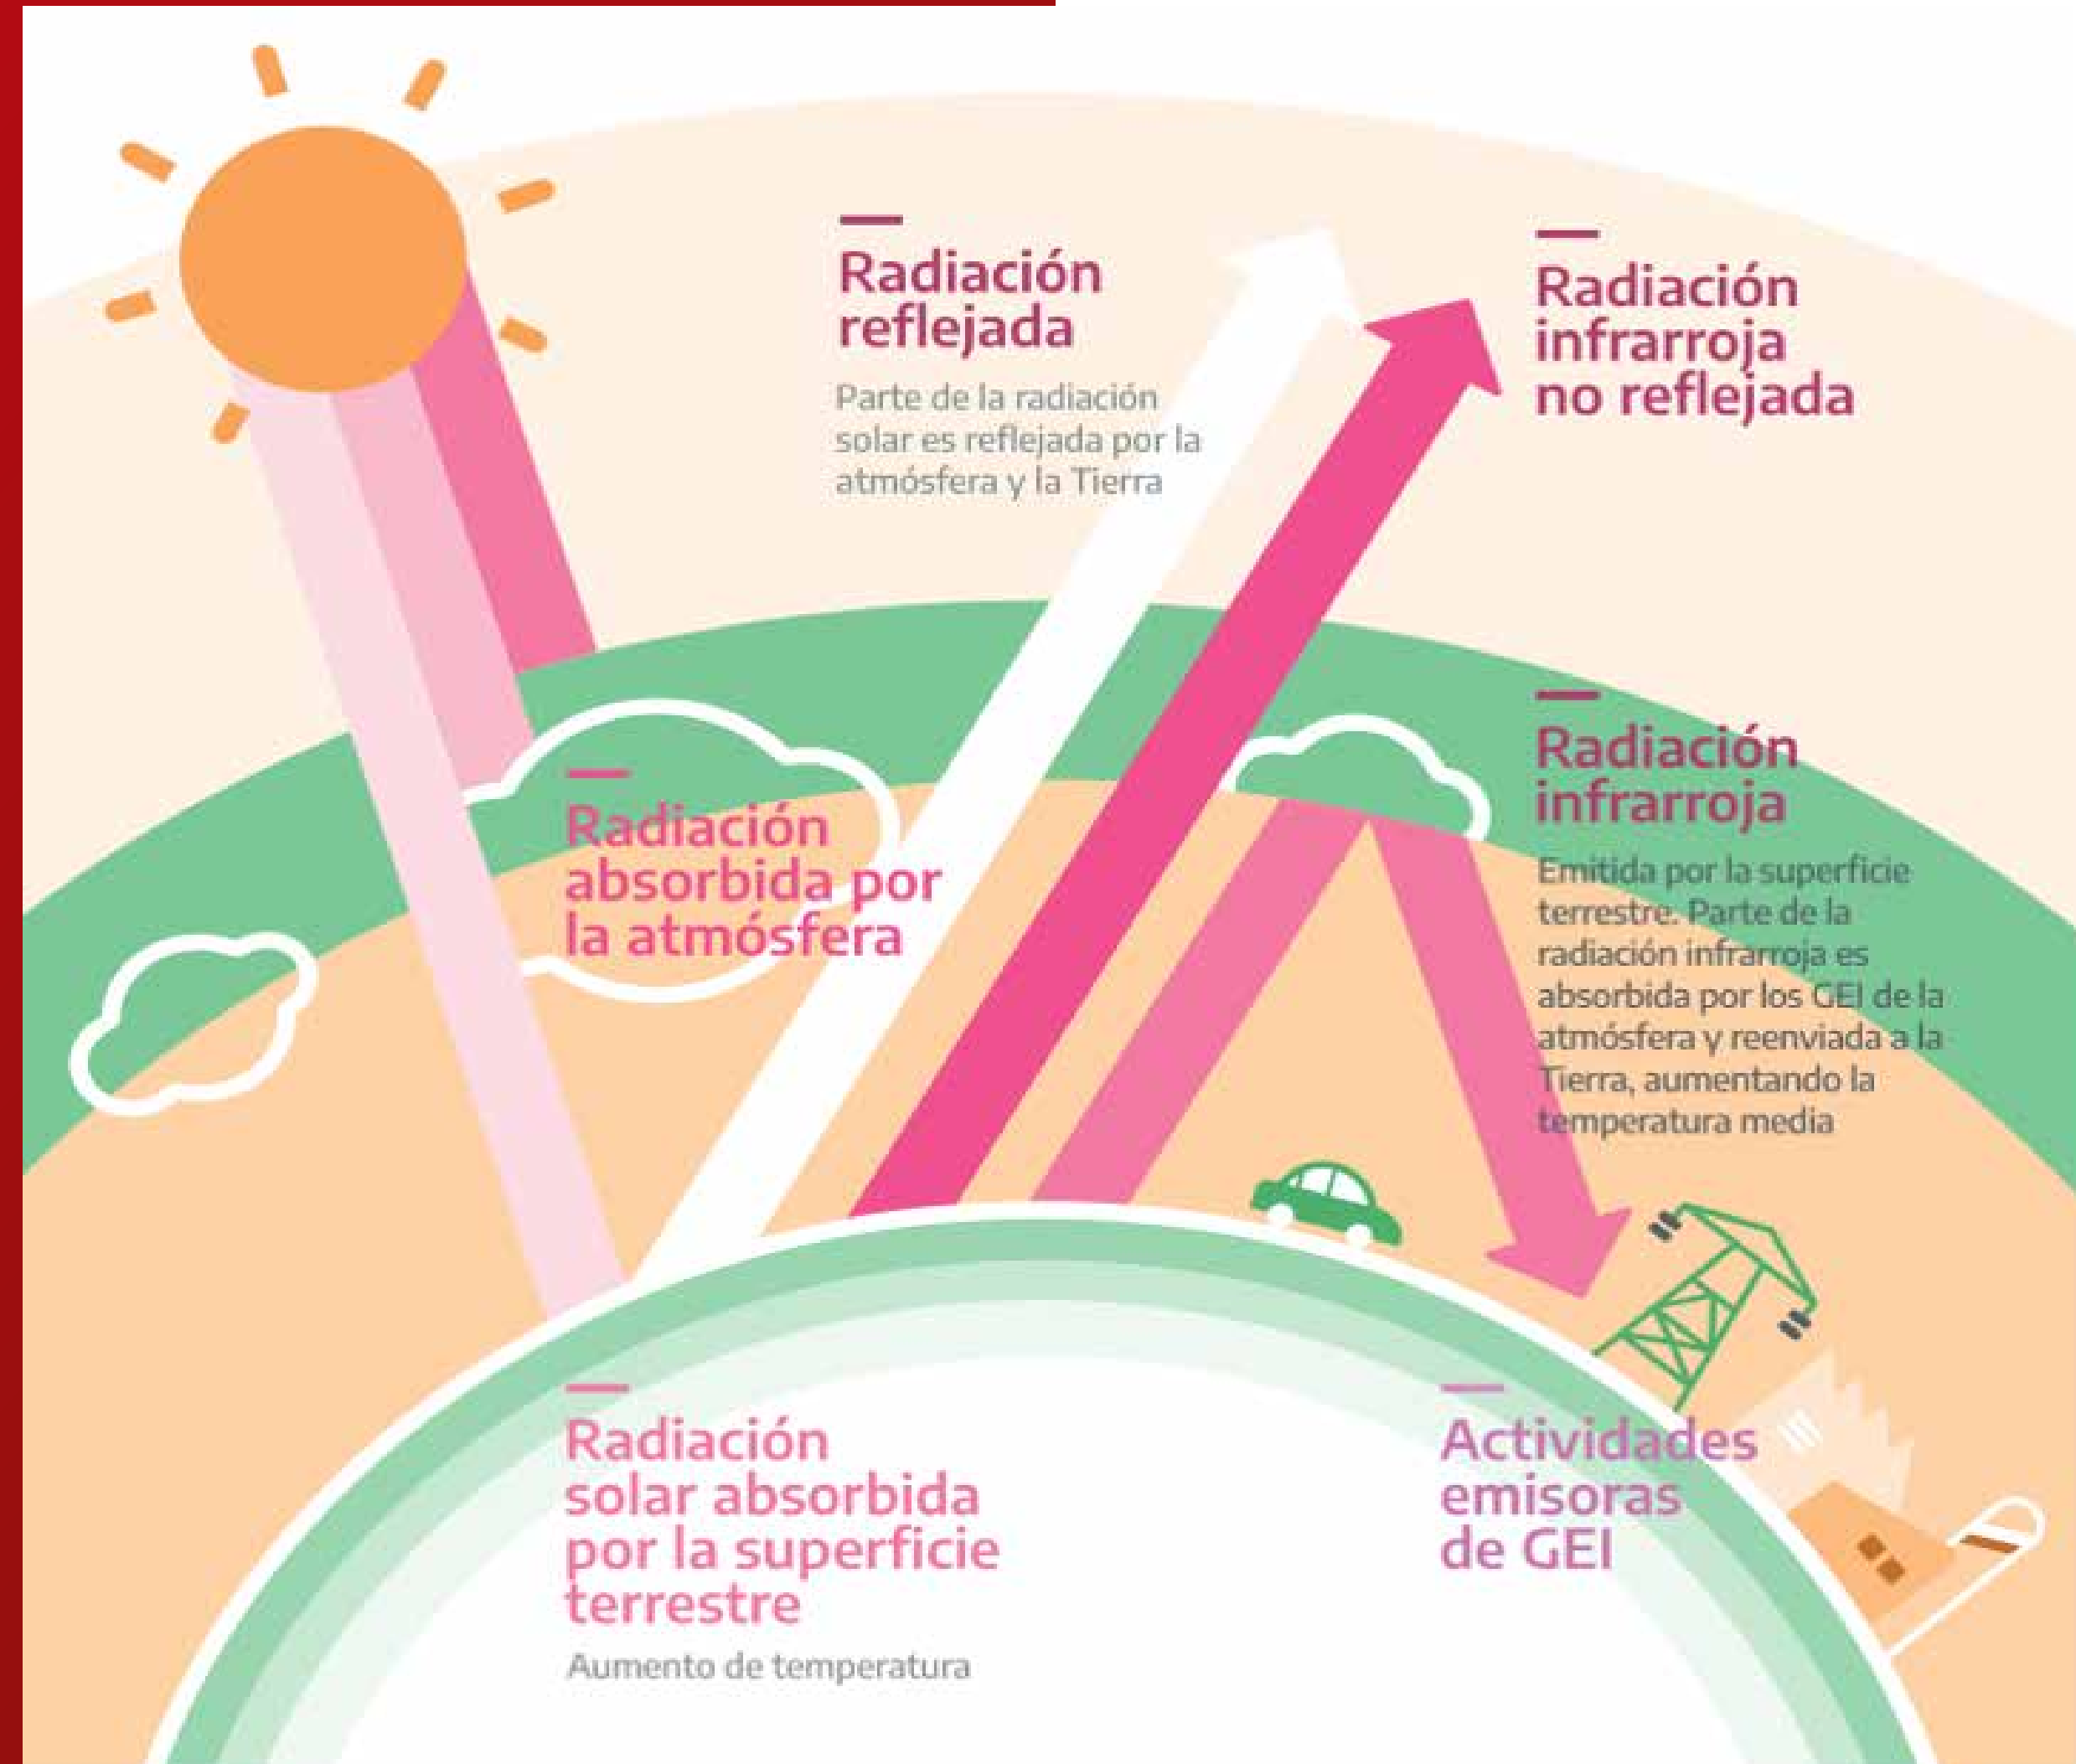 Radiación
reflejada
Parte de la radiación
solar es reflejada por la
atmósfera y la Tierra
Radiación
infrarroja
no reflejada
Radiación
absorbida por
la atmósfera
Radiación
infrarroja
Emitida por la superficie
terrestre. Parte de la
radiación infrarroja es
absorbida por los GEI de la
atmósfera y reenviada a la
Tierra, aumentando la
temperatura media
Radiación
solar absorbida
por la superficie
terrestre
Aumento de temperatura
Actividades
emisoras
de GEI